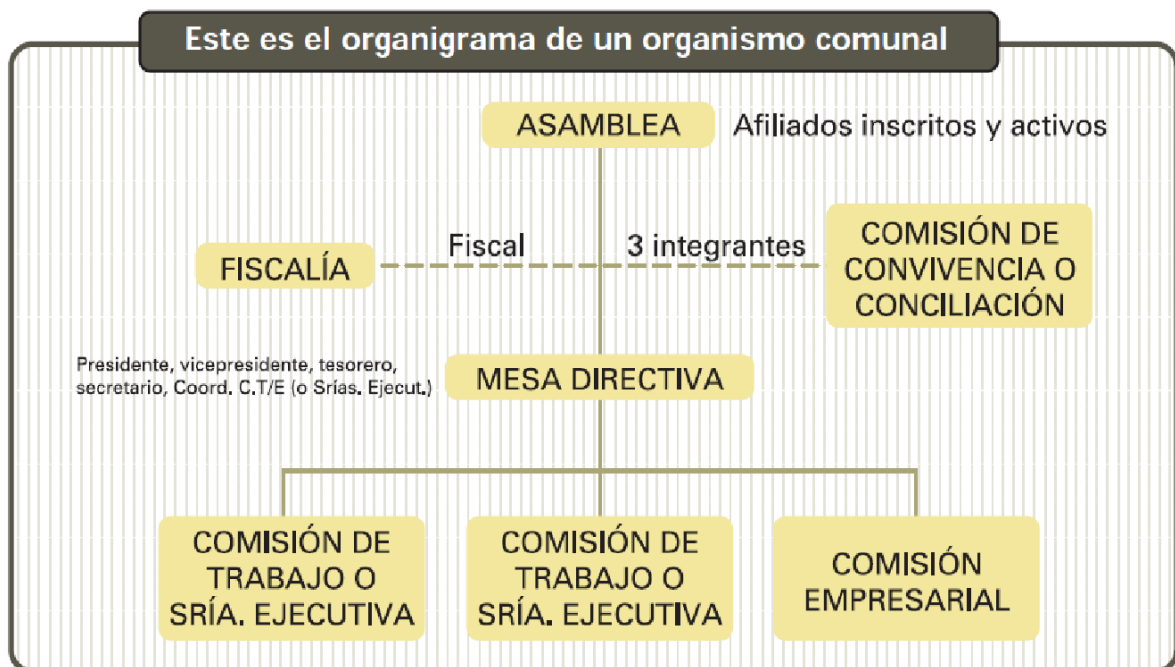 Este es el organigrama de un organismo comunal
ASAMBLEA
Afiliados inscritos y activos
FISCALÍA
Fiscal
3 integrantes
COMISIÓN DE
CONVIVENCIA O
CONCILIACIÓN
Presidente, vicepresidente, tesorero,
secretario, Coord. C.T/E (o Srías. Ejecut.)
MESA DIRECTIVA
COMISIÓN DE
TRABAJO O
SRÍA. EJECUTIVA
COMISIÓN DE
TRABAJO O
SRÍA. EJECUTIVA
COMISIÓN
EMPRESARIAL